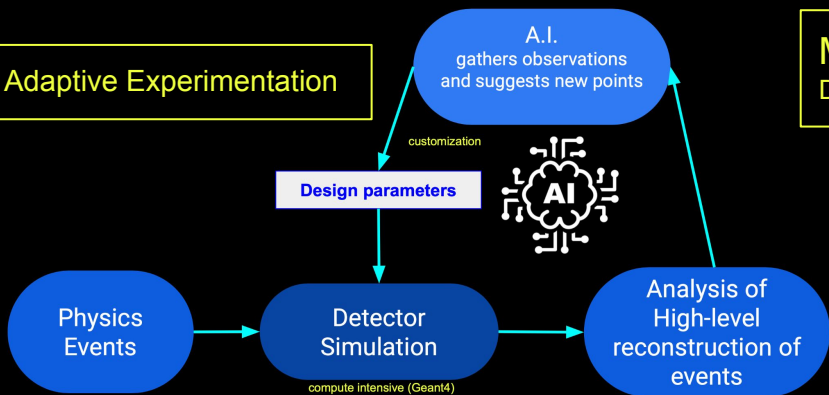 A.I.
gathers observations
and suggests new points
Adaptive Experimentation
customization
Design parameters
AI
Physics
Events
Detector
Simulation
Analysis of
High-level
reconstruction of
events
compute intensive (Geant4)